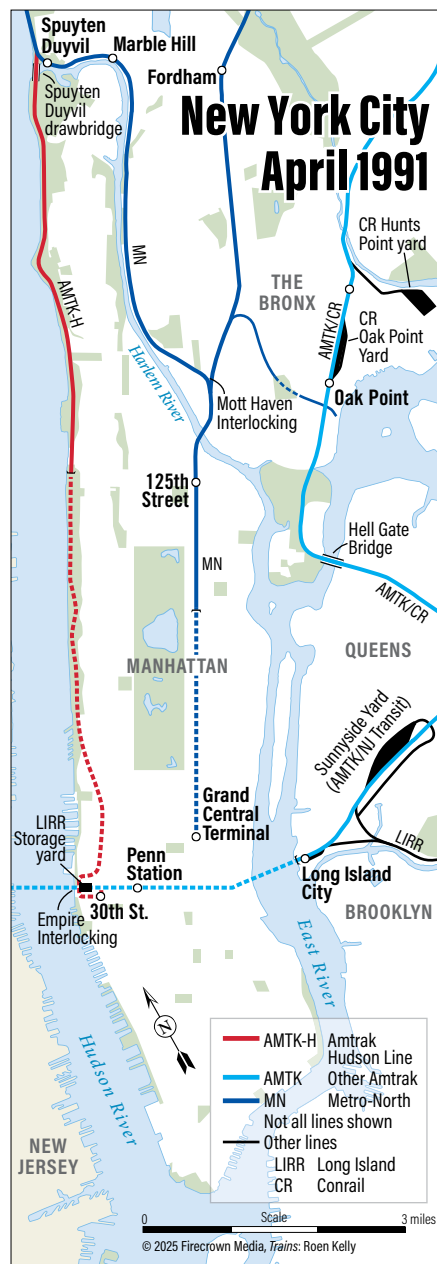 Spuyten
Duyvil
Marble Hill
Fordham
Spuyten
Duyvil
drawbridge
New York City
April 1991
CR Hunts
Point yard
AMTK-H
MN
THE
BRONX
AMTK/CR
CR
Oak Point
Yard
Harlem River
Oak Point
Mott Haven
Interlocking
125th
Street
Hell Gate
Bridge
MN
AMTK/CR
QUEENS
MANHATTAN
Sunnyside Yard
(AMTK/NJ Transit)
Grand
Central
Terminal
LIRR
Storage
yard
LIRR
Penn
Station
Long Island
City
30th St.
Empire
Interlocking
BROOKLYN
East River
N
Hudson River
NEW
JERSEY
AMTK-H Amtrak
Hudson Line
AMTK Other Amtrak
MN Metro-North
Not all lines shown
Other lines
LIRR Long Island
CR Conrail
0 Scale 3 miles
© 2025 Firecrown Media, Trains: Roen Kelly